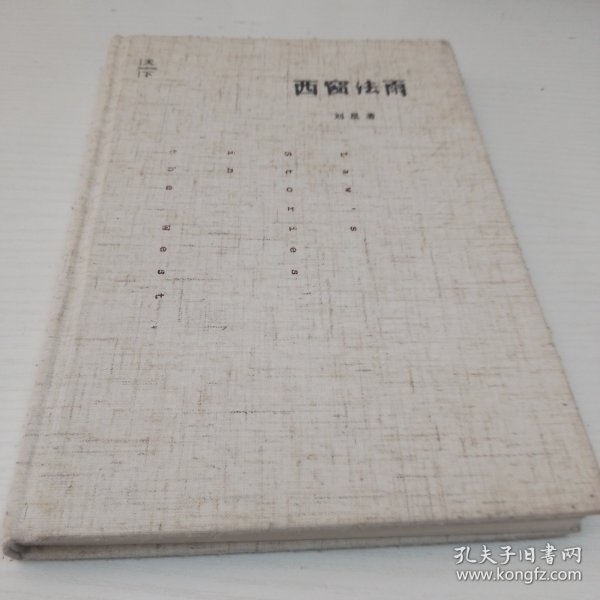 天下
西窗法雨
刘星 著
Law's
Stories
in
the West
孔夫子旧书网
www.kongfz.com